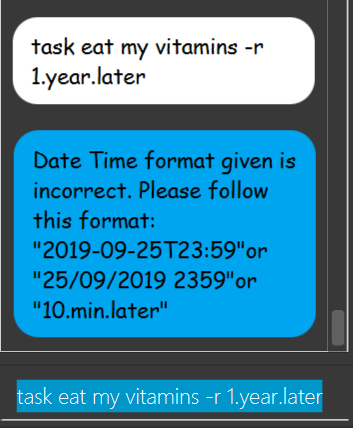 task eat my vitamins -r
1.year.later
Date Time format given is
incorrect. Please follow
this format:
"2019-09-25T23:59"or
"25/09/2019 2359"or
"10.min.later"
task eat my vitamins -r 1.year.later